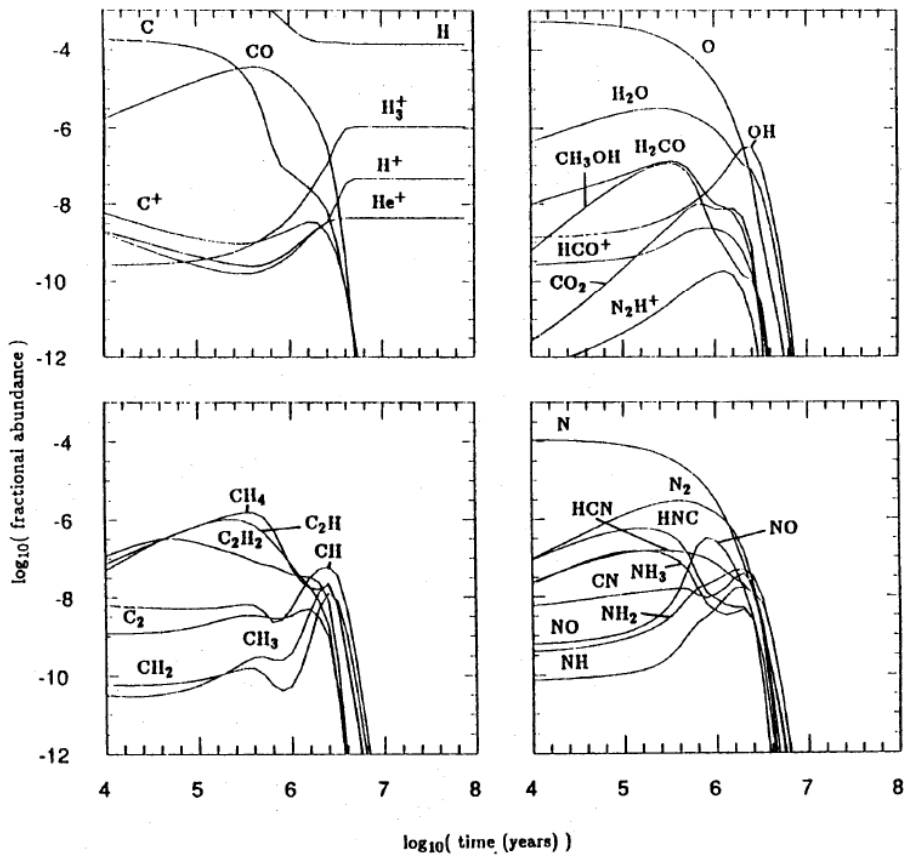 C
CO
H
H₃⁺
H⁺
He⁺
C⁺
-4
-6
-8
-10
-12
O
H₂O
OH
H₂CO
CH₃OH
HCO⁺
CO₂
N₂H⁺
log₁₀( fractional abundance )
-4
-6
-8
-10
-12
CH₄
C₂H
C₂H₂
CH
C₂
CH₃
CH₂
4 5 6 7 8
N
N₂
HCN
HNC
NO
NH₃
CN
NH₂
NO
NH
4 5 6 7 8
log₁₀( time (years) )